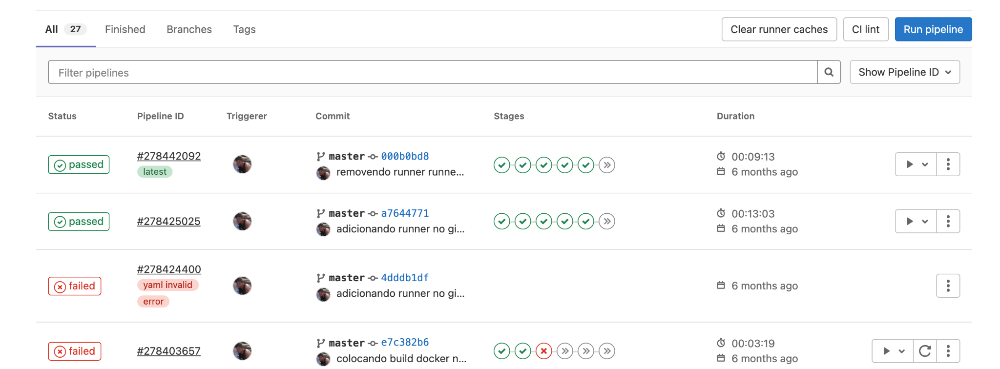 All 27 Finished Branches Tags Clear runner caches CI lint Run pipeline
Filter pipelines Show Pipeline ID
Status Pipeline ID Triggerer Commit Stages Duration
passed #278442092 latest master 000b0bd8 00:09:13
removendo runner runne... 6 months ago
passed #278425025 master a7644771 00:13:03
adicionando runner no gi... 6 months ago
failed #278424400 yaml invalid error master 4dddb1df
adicionando runner no gi... 6 months ago
failed #278403657 master e7c382b6 00:03:19
colocando build docker n... 6 months ago